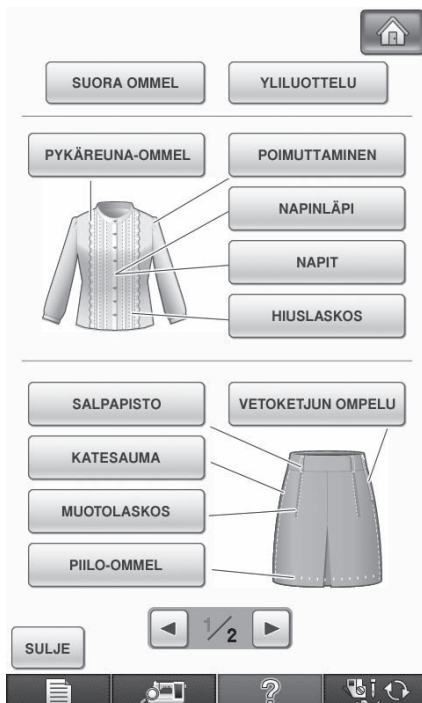 SUORA OMMEL
YLILUOTTELU
PYKÄREUNA-OMMEL
POIMUTTAMINEN
NAPINLÄPI
NAPIT
HIUSLASKOS
SALPAPISTO
VETOKETJUN OMPELU
KATESAUMA
MUOTOLASKOS
PIILO-OMMEL
1/2
SULJE
?